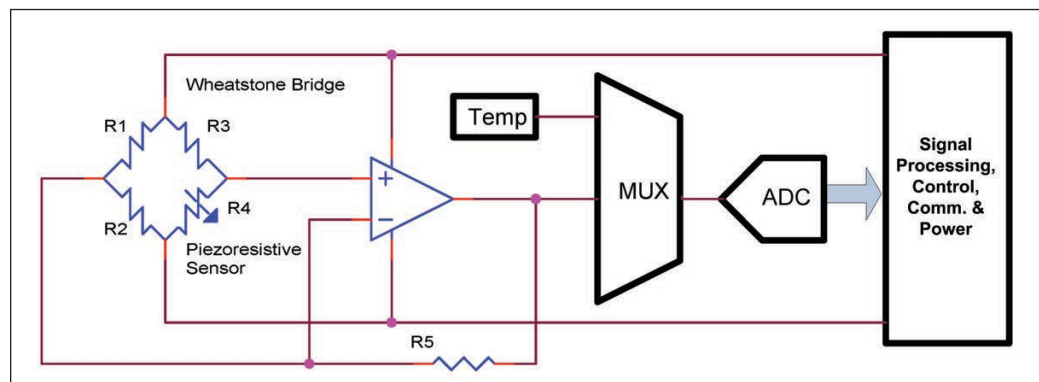 Wheatstone Bridge
R1
R3
R2
R4
Piezoresistive
Sensor
+
−
R5
Temp
MUX
ADC
Signal
Processing,
Control,
Comm. &
Power